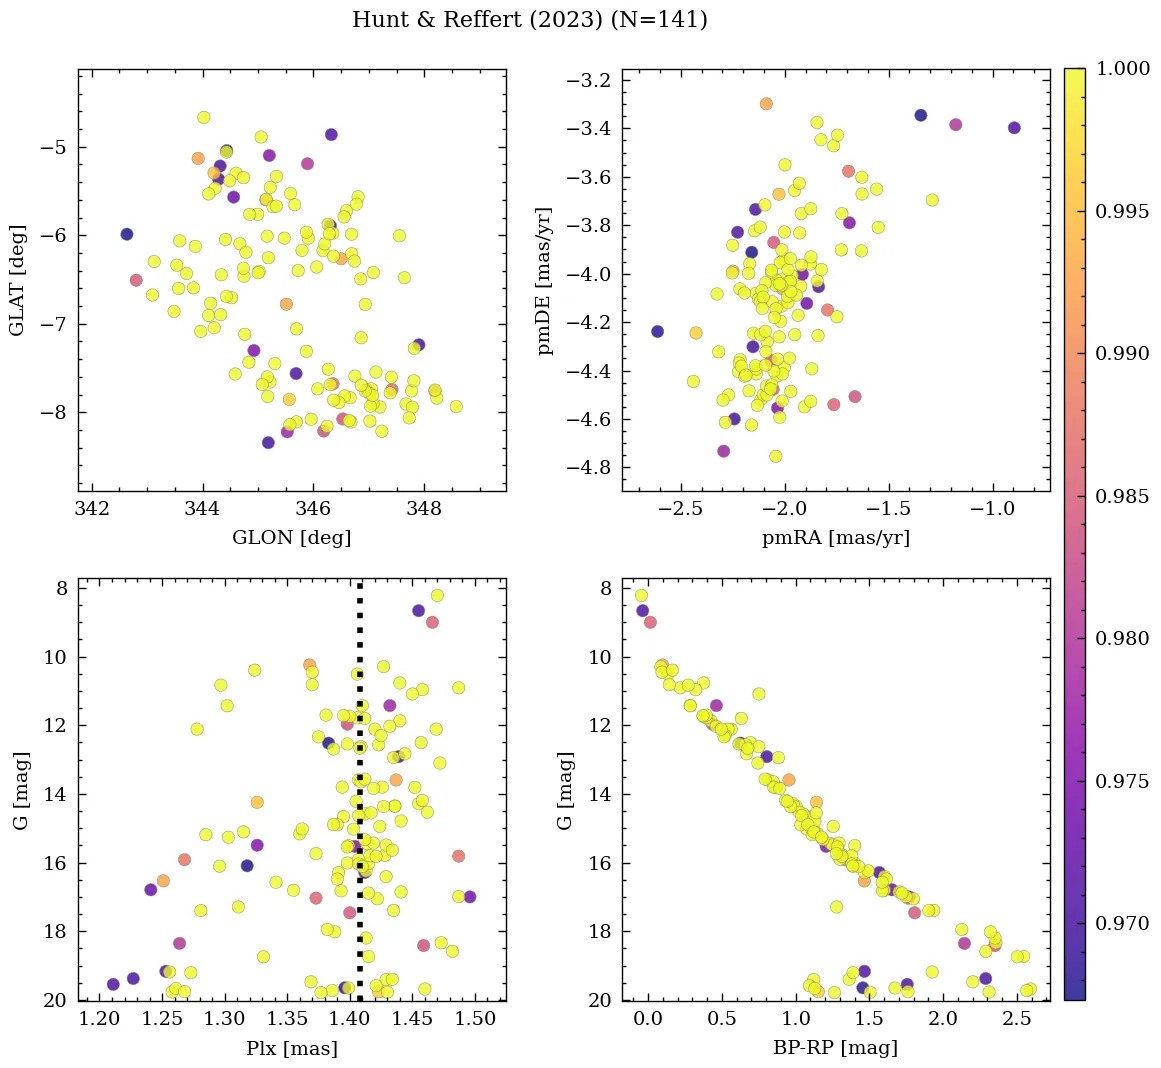 Hunt & Reffert (2023) (N=141)
−5
−6
−7
−8
GLAT [deg]
342 344 346 348
GLON [deg]
−3.2
−3.4
−3.6
−3.8
−4.0
−4.2
−4.4
−4.6
−4.8
pmDE [mas/yr]
−2.5 −2.0 −1.5 −1.0
pmRA [mas/yr]
8
10
12
14
16
18
20
G [mag]
1.20 1.25 1.30 1.35 1.40 1.45 1.50
Plx [mas]
8
10
12
14
16
18
20
G [mag]
0.0 0.5 1.0 1.5 2.0 2.5
BP-RP [mag]
1.000
0.995
0.990
0.985
0.980
0.975
0.970